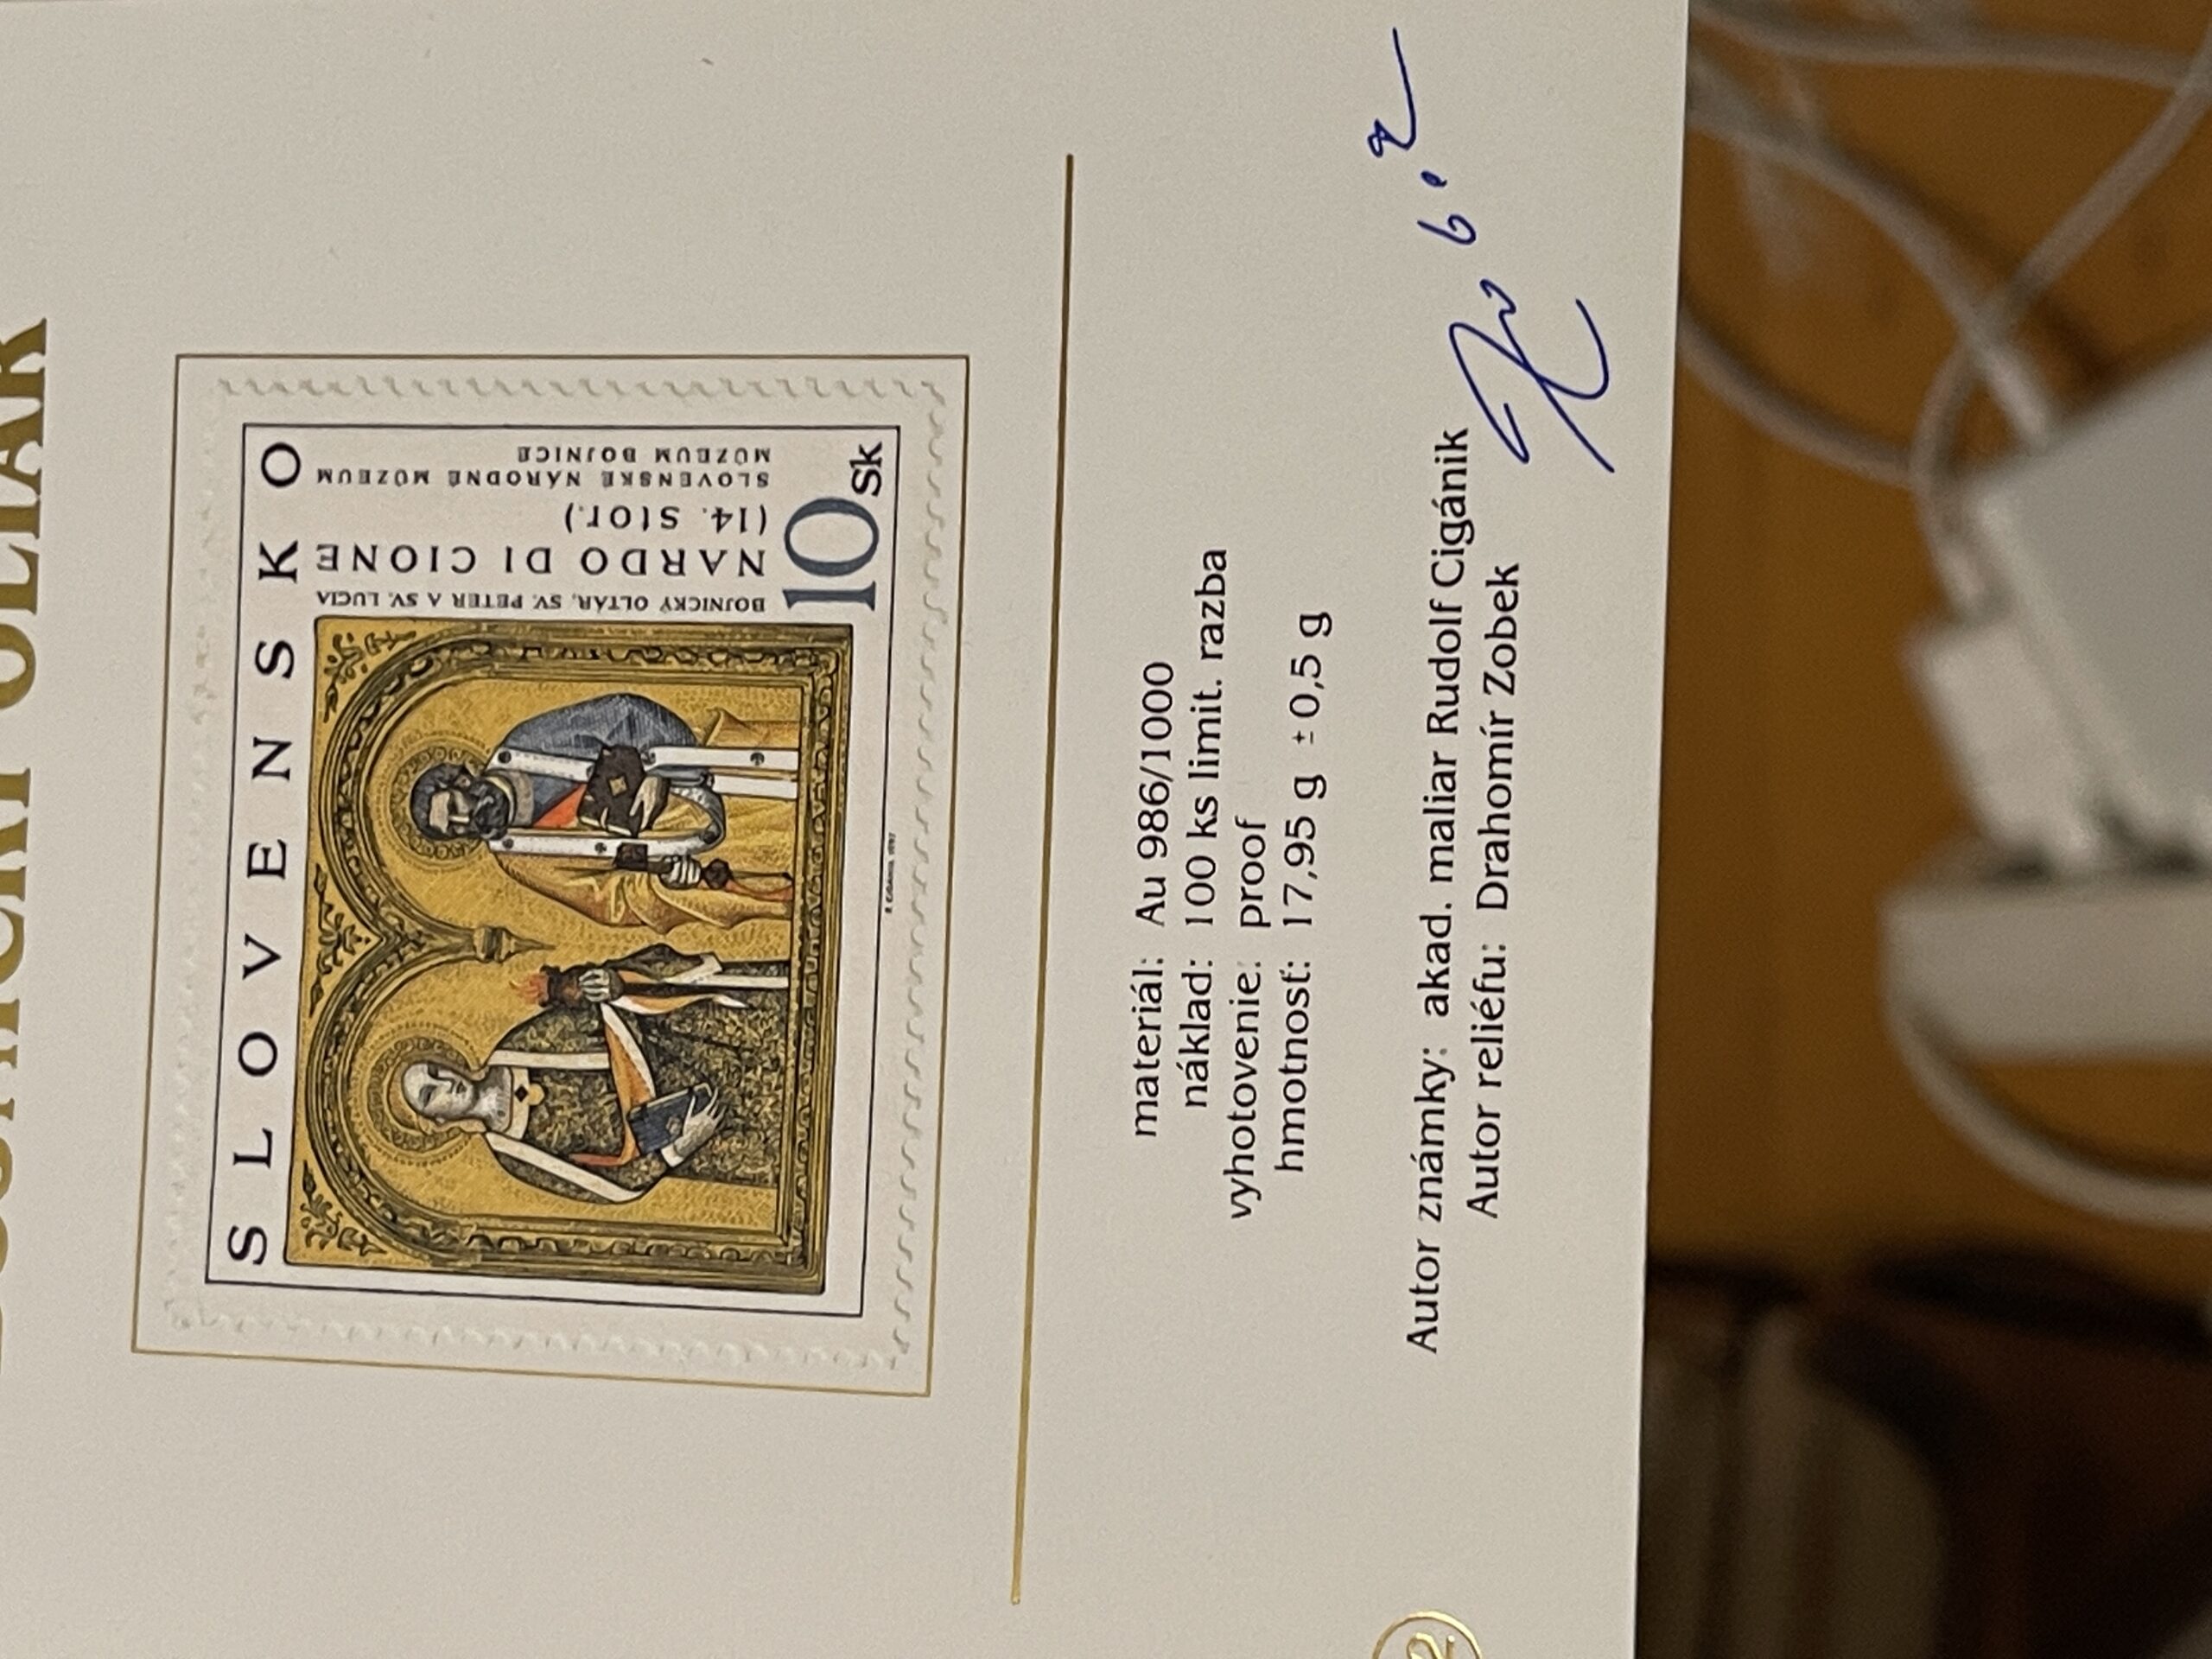 SLOVENSKO
BOJNICKÝ OLTÁR, SV. PETER A SV. LUCIA
NARDO DI CIONE
(14. stor.)
SLOVENSKÉ NÁRODNÉ MÚZEUM
MÚZEUM BOJNICE
10 Sk
materiál: Au 986/1000
náklad: 100 ks limit. razba
vyhotovenie: proof
hmotnosť: 17,95 g ± 0,5 g
Autor známky: akad. maliar Rudolf Cigánik
Autor reliéfu: Drahomír Zobek